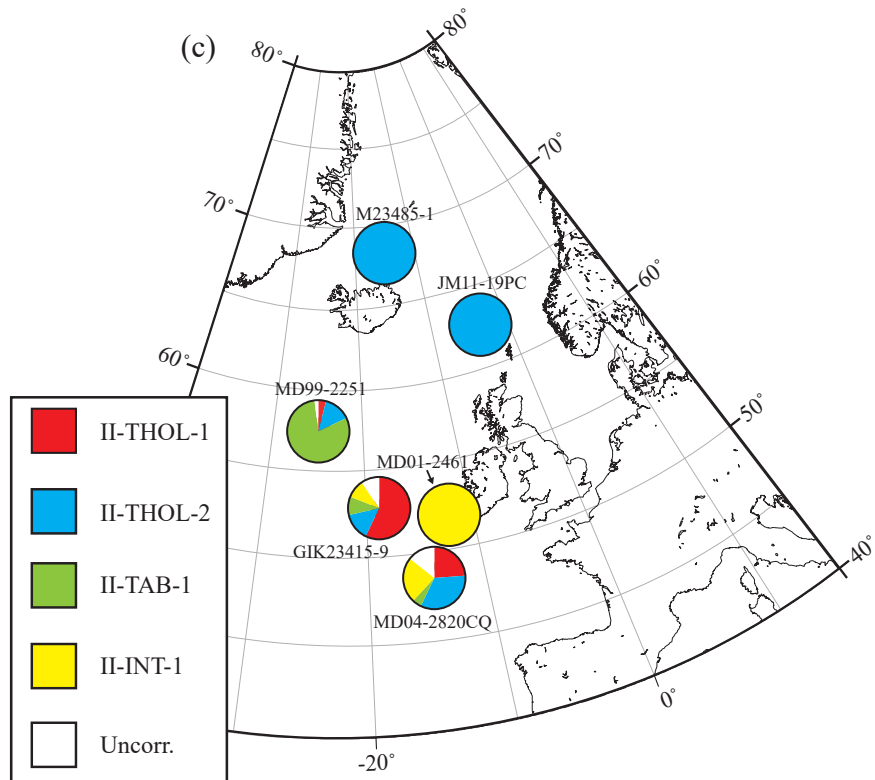 (c)
80°
80°
70°
70°
M23485-1
JM11-19PC
60°
60°
MD99-2251
50°
MD01-2461
GIK23415-9
40°
MD04-2820CQ
0°
-20°
II-THOL-1
II-THOL-2
II-TAB-1
II-INT-1
Uncorr.